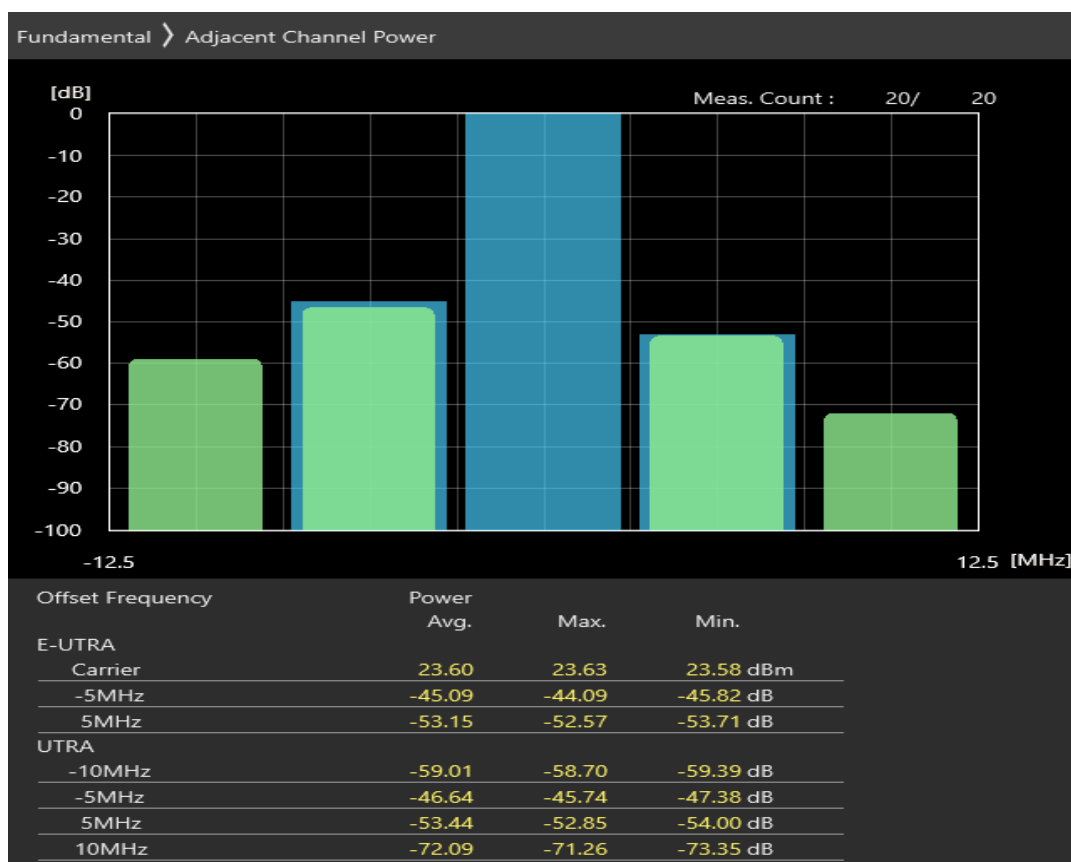 Fundamental ❯ Adjacent Channel Power
[dB]
Meas. Count : 20/ 20
0
-10
-20
-30
-40
-50
-60
-70
-80
-90
-100
-12.5 12.5 [MHz]
Offset Frequency Power
Avg. Max. Min.
E-UTRA
Carrier 23.60 23.63 23.58 dBm
-5MHz -45.09 -44.09 -45.82 dB
5MHz -53.15 -52.57 -53.71 dB
UTRA
-10MHz -59.01 -58.70 -59.39 dB
-5MHz -46.64 -45.74 -47.38 dB
5MHz -53.44 -52.85 -54.00 dB
10MHz -72.09 -71.26 -73.35 dB